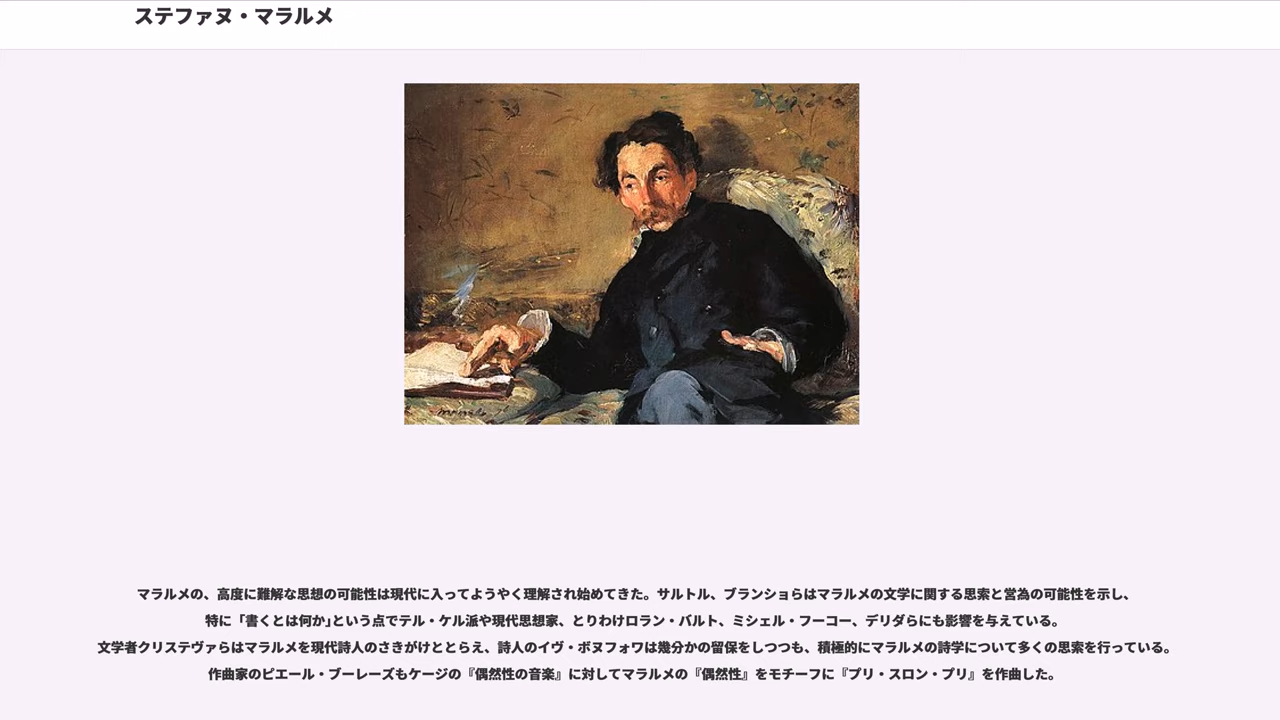 ステファヌ・マラルメ
マラルメの、高度に難解な思想の可能性は現代に入ってようやく理解され始めてきた。サルトル、ブランショらはマラルメの文学に関する思索と営為の可能性を示し、
特に「書くとは何か」という点でテル・ケル派や現代思想家、とりわけロラン・バルト、ミシェル・フーコー、デリダらにも影響を与えている。
文学者クリステヴァらはマラルメを現代詩人のさきがけととらえ、詩人のイヴ・ボヌフォワは幾分かの留保をしつつも、積極的にマラルメの詩学について多くの思索を行っている。
作曲家のピエール・ブーレーズもケージの『偶然性の音楽』に対してマラルメの『偶然性』をモチーフに『プリ・スロン・プリ』を作曲した。